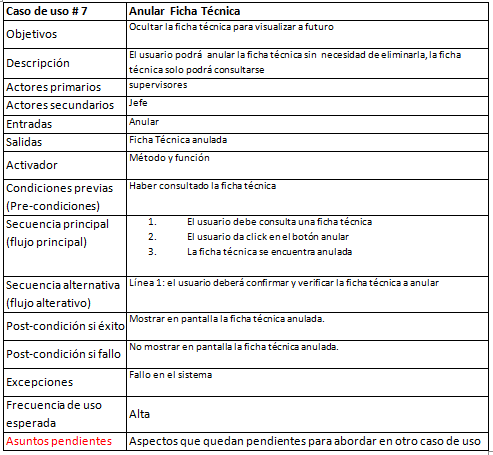 Caso de uso # 7 Anular Ficha Técnica
Objetivos Ocultar la ficha técnica para visualizar a futuro
Descripción El usuario podrá anular la ficha técnica sin necesidad de eliminarla, la ficha
técnica solo podrá consultarse
Actores primarios supervisores
Actores secundarios Jefe
Entradas Anular
Salidas Ficha Técnica anulada
Activador Método y función
Condiciones previas Haber consultado la ficha técnica
(Pre-condiciones)
Secuencia principal 1. El usuario debe consulta una ficha técnica
(flujo principal) 2. El usuario da click en el botón anular
3. La ficha técnica se encuentra anulada
Secuencia alternativa Línea 1: el usuario deberá confirmar y verificar la ficha técnica a anular
(flujo alterativo)
Post-condición si éxito Mostrar en pantalla la ficha técnica anulada.
Post-condición si fallo No mostrar en pantalla la ficha técnica anulada.
Excepciones Fallo en el sistema
Frecuencia de uso
esperada Alta
Asuntos pendientes Aspectos que quedan pendientes para abordar en otro caso de uso